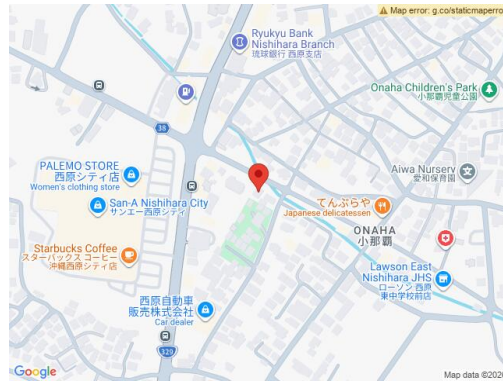 Map error: g.co/staticmaperro
Ryukyu Bank
Nishihara Branch
琉球銀行 西原支店
Onaha Children's Park
小那覇児童公園
38
PALEMO STORE
西原シティ店
Women's clothing store
Aiwa Nursery
愛和保育園
San-A Nishihara City
サンエー西原シティ
てんぷらや
Japanese delicatessen
ONAHA
小那覇
Starbucks Coffee
スターバックス コーヒー
沖縄西原シティ店
Lawson East
Nishihara JHS
ローソン 西原
東中学校前店
西原自動車
販売株式会社
Car dealer
329
Google
Map data ©202